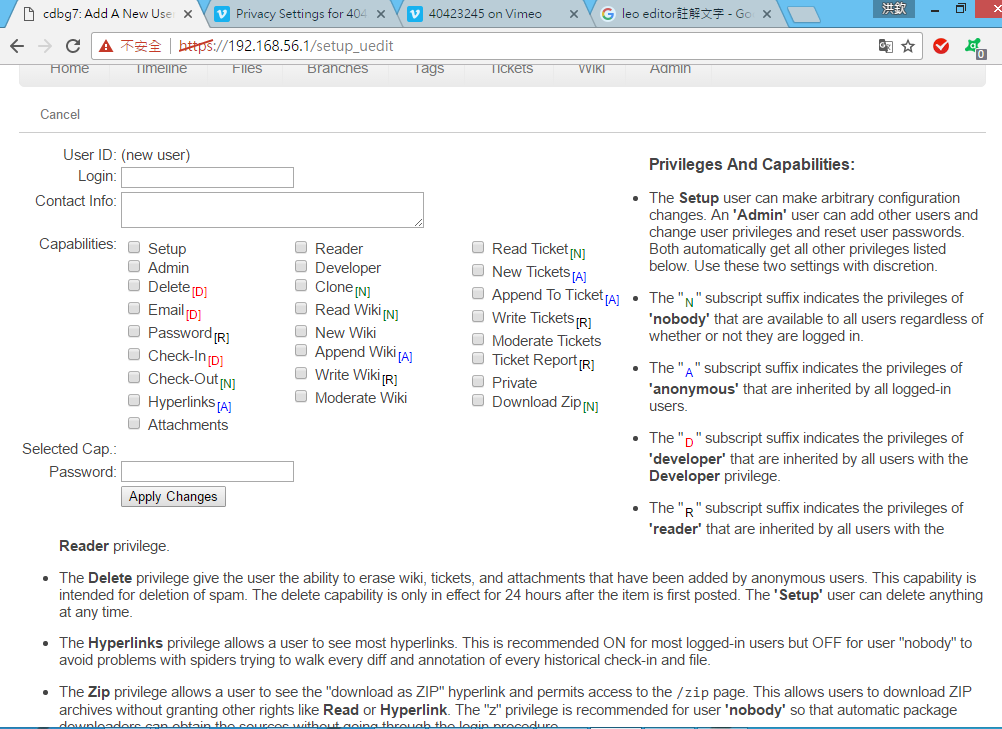 cdbg7: Add A New Use
Privacy Settings for 404
40423245 on Vimeo
leo editor註解文字 - Go
洪欽
不安全 | https://192.168.56.1/setup_uedit
0
Home Timeline Files Branches Tags Tickets Wiki Admin
Cancel
User ID: (new user)
Login:
Contact Info:
Capabilities:
Setup
Admin
Delete[D]
Email[D]
Password[R]
Check-In[D]
Check-Out[N]
Hyperlinks[A]
Attachments
Reader
Developer
Clone[N]
Read Wiki[N]
New Wiki
Append Wiki[A]
Write Wiki[R]
Moderate Wiki
Read Ticket[N]
New Tickets[A]
Append To Ticket[A]
Write Tickets[R]
Moderate Tickets
Ticket Report[R]
Private
Download Zip[N]
Selected Cap.:
Password:
Apply Changes
Privileges And Capabilities:
• The Setup user can make arbitrary configuration
changes. An 'Admin' user can add other users and
change user privileges and reset user passwords.
Both automatically get all other privileges listed
below. Use these two settings with discretion.
• The "N" subscript suffix indicates the privileges of
'nobody' that are available to all users regardless of
whether or not they are logged in.
• The "A" subscript suffix indicates the privileges of
'anonymous' that are inherited by all logged-in
users.
• The "D" subscript suffix indicates the privileges of
'developer' that are inherited by all users with the
Developer privilege.
• The "R" subscript suffix indicates the privileges of
'reader' that are inherited by all users with the
Reader privilege.
• The Delete privilege give the user the ability to erase wiki, tickets, and attachments that have been added by anonymous users. This capability is
intended for deletion of spam. The delete capability is only in effect for 24 hours after the item is first posted. The 'Setup' user can delete anything
at any time.
• The Hyperlinks privilege allows a user to see most hyperlinks. This is recommended ON for most logged-in users but OFF for user "nobody" to
avoid problems with spiders trying to walk every diff and annotation of every historical check-in and file.
• The Zip privilege allows a user to see the "download as ZIP" hyperlink and permits access to the /zip page. This allows users to download ZIP
archives without granting other rights like Read or Hyperlink. The "z" privilege is recommended for user 'nobody' so that automatic package
downloaders can obtain the sources without going through the login procedure.